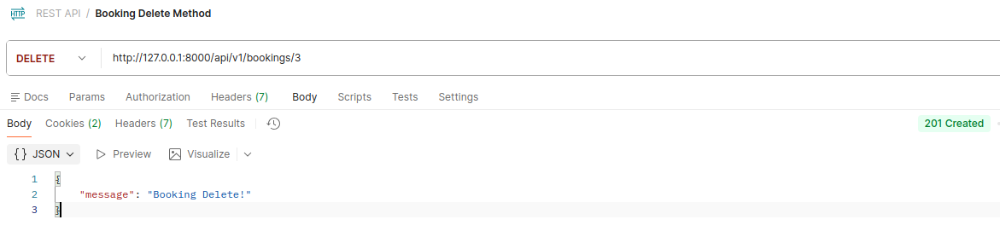 HTTP REST API / Booking Delete Method
DELETE http://127.0.0.1:8000/api/v1/bookings/3
Docs Params Authorization Headers (7) Body Scripts Tests Settings
Body Cookies (2) Headers (7) Test Results 201 Created
{} JSON Preview Visualize
1 {
2 "message": "Booking Delete!"
3 }